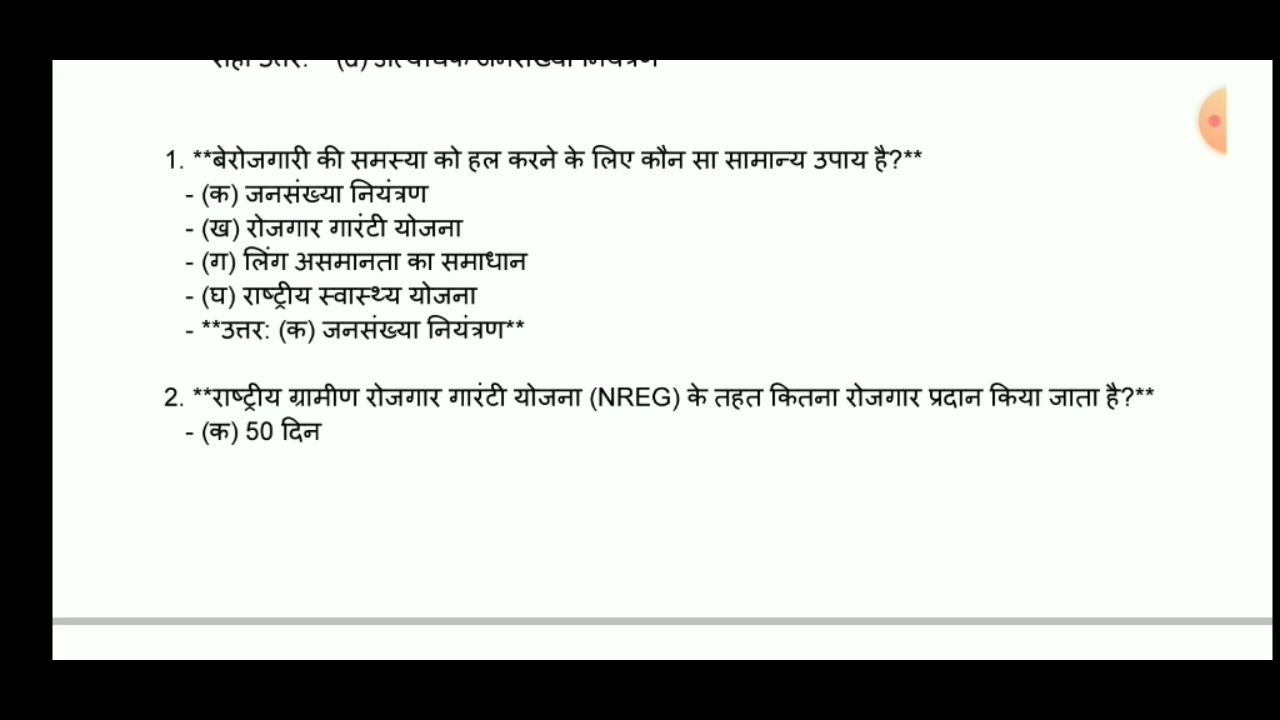 1. **बेरोजगारी की समस्या को हल करने के लिए कौन सा सामान्य उपाय है?**
- (क) जनसंख्या नियंत्रण
- (ख) रोजगार गारंटी योजना
- (ग) लिंग असमानता का समाधान
- (घ) राष्ट्रीय स्वास्थ्य योजना
- **उत्तर: (क) जनसंख्या नियंत्रण**
2. **राष्ट्रीय ग्रामीण रोजगार गारंटी योजना (NREG) के तहत कितना रोजगार प्रदान किया जाता है?**
- (क) 50 दिन